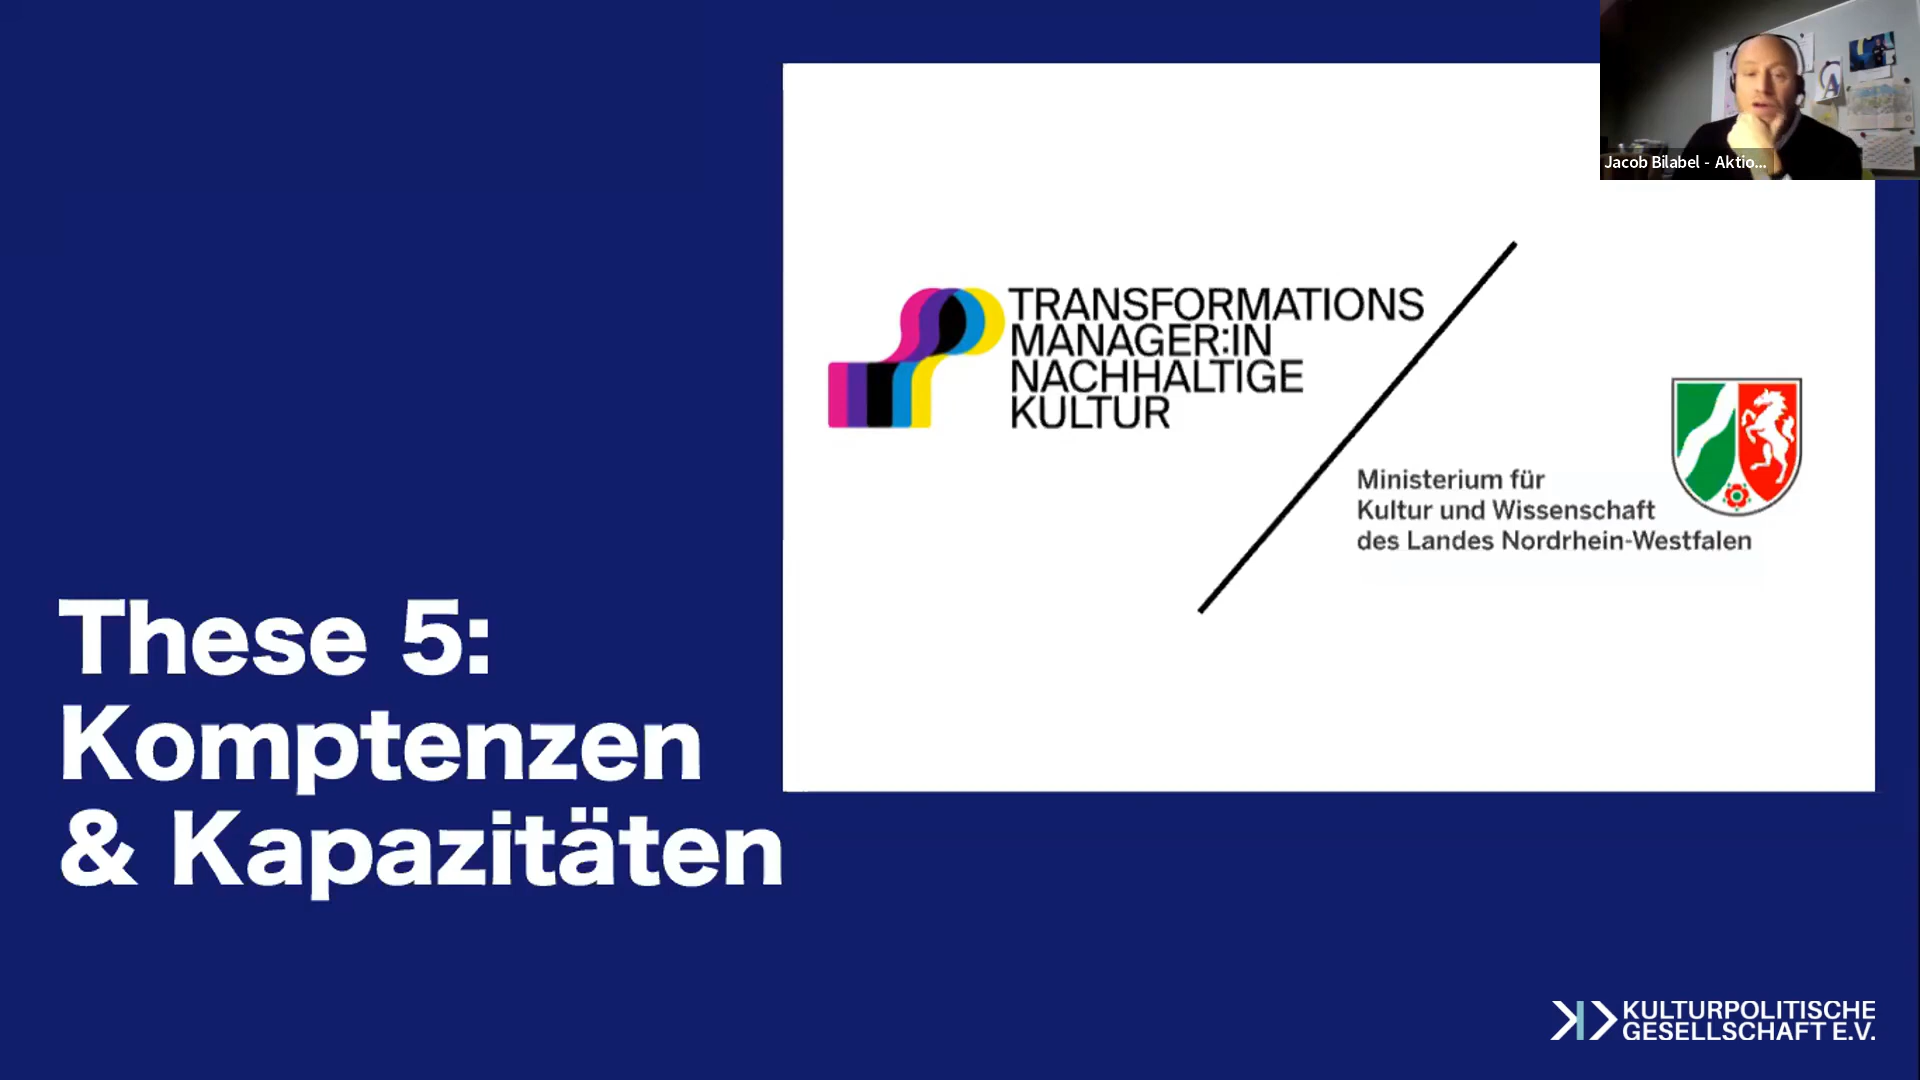 Jacob Bilabel - Aktio...
TRANSFORMATIONS
MANAGER:IN
NACHHALTIGE
KULTUR
Ministerium für
Kultur und Wissenschaft
des Landes Nordrhein-Westfalen
These 5:
Komptenzen
& Kapazitäten
KULTURPOLITISCHE
GESELLSCHAFT E.V.